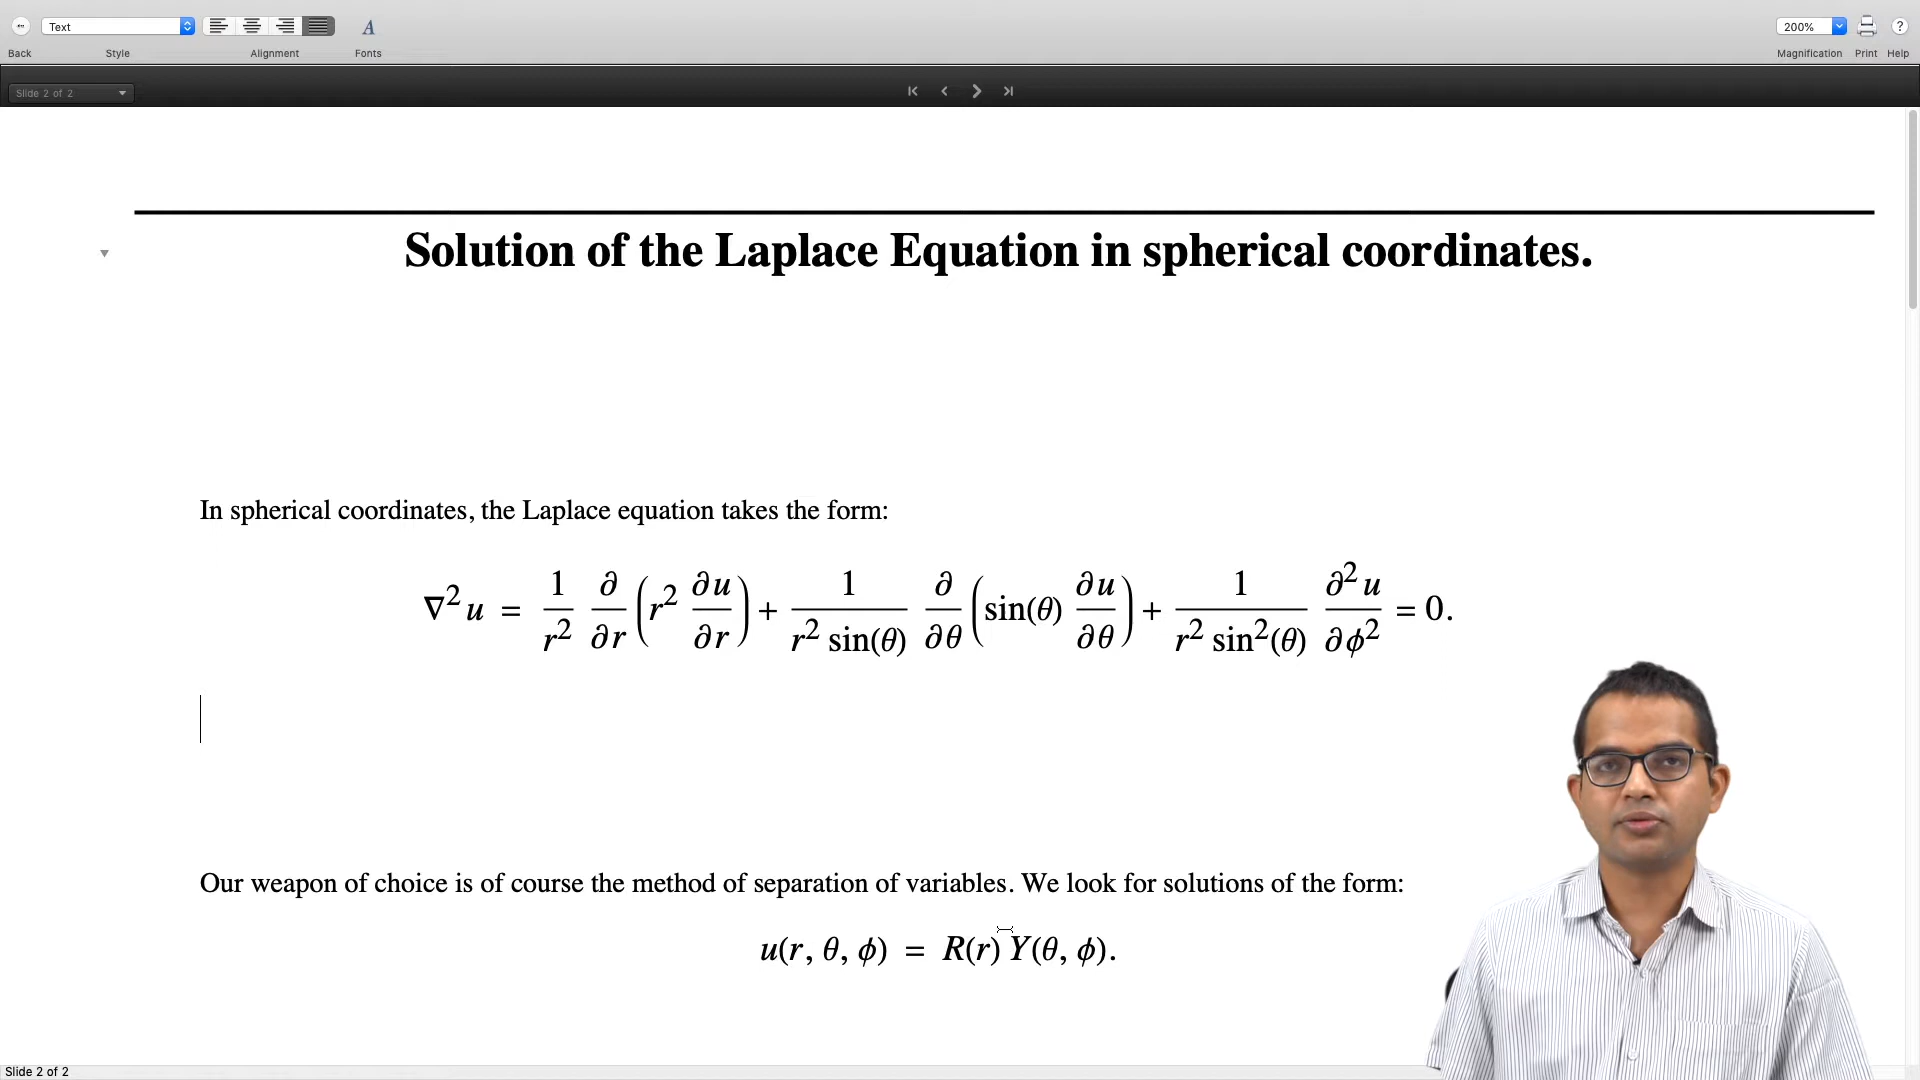 Text
200%
Back
Style
Alignment
Fonts
Magnification
Print
Help
Slide 2 of 2
Solution of the Laplace Equation in spherical coordinates.
In spherical coordinates, the Laplace equation takes the form:
∇² u = 1/r² ∂/∂r (r² ∂u/∂r) + 1/(r² sin(θ)) ∂/∂θ (sin(θ) ∂u/∂θ) + 1/(r² sin²(θ)) ∂²u/∂ϕ² = 0.
Our weapon of choice is of course the method of separation of variables. We look for solutions of the form:
u(r, θ, ϕ) = R(r) Y(θ, ϕ).
Slide 2 of 2